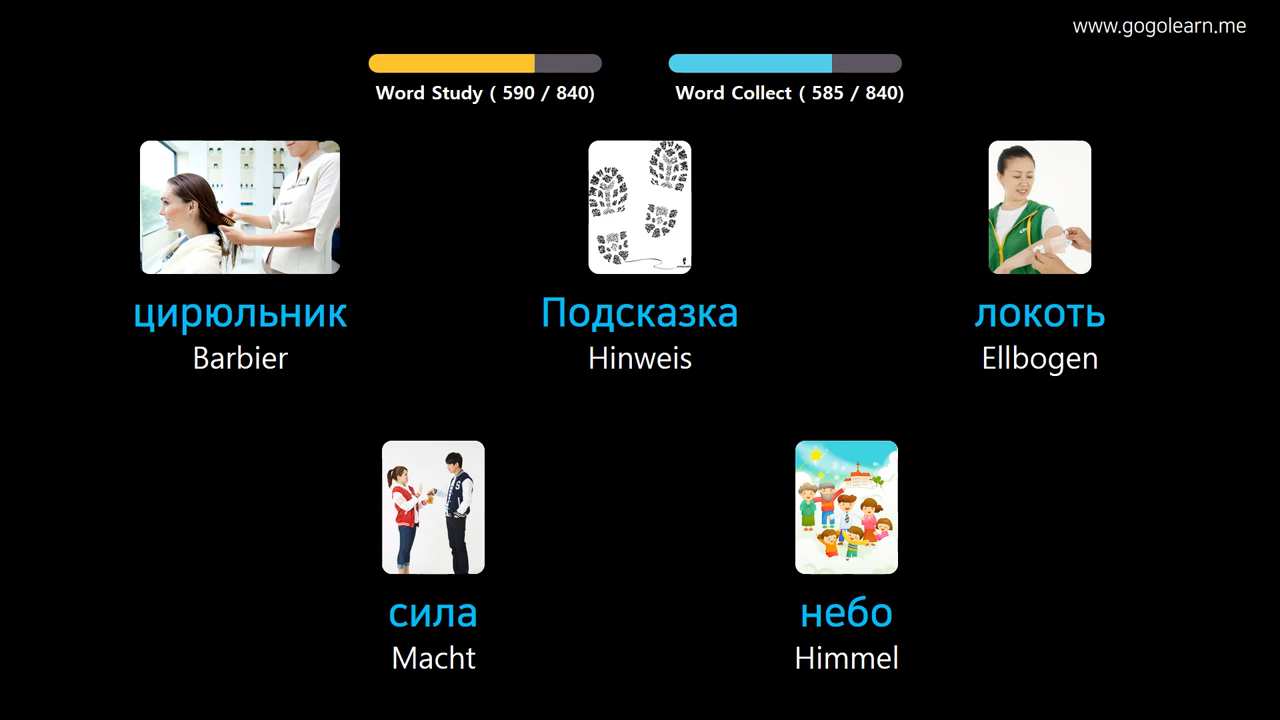 www.gogolearn.me
Word Study ( 590 / 840)
Word Collect ( 585 / 840)
цирюльник
Barbier
Подсказка
Hinweis
локоть
Ellbogen
сила
Macht
небо
Himmel